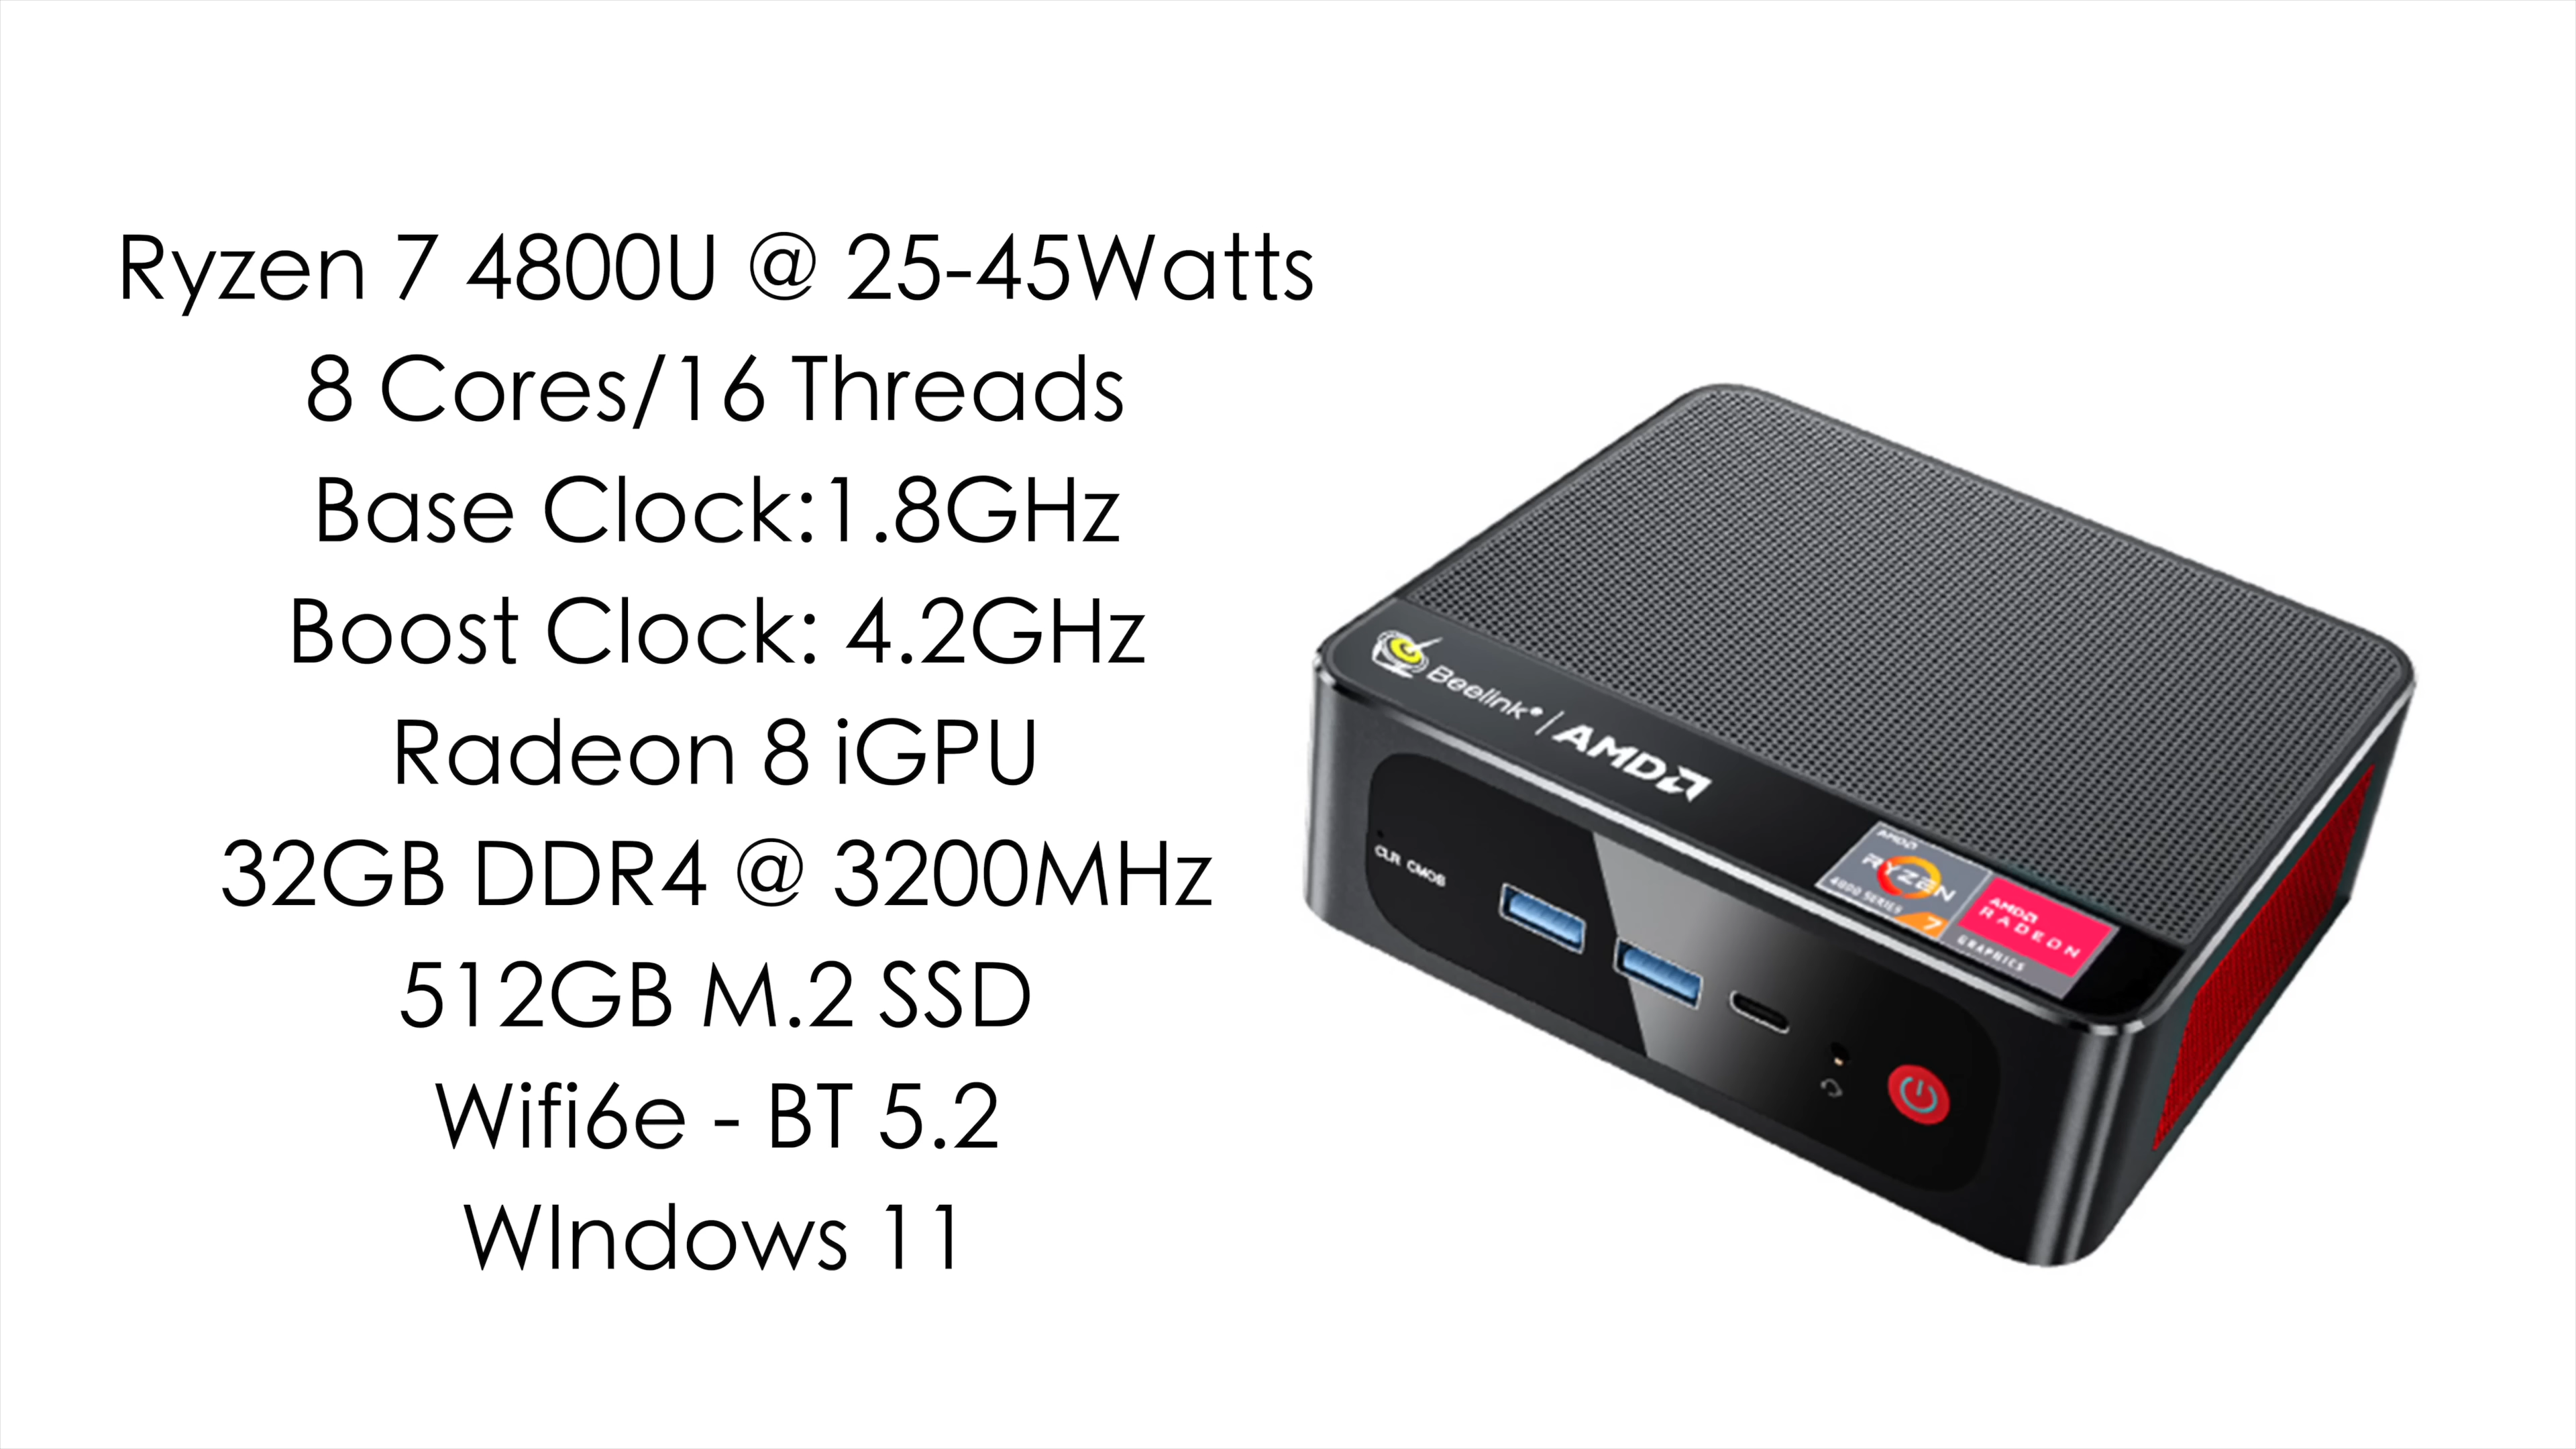 Ryzen 7 4800U @ 25-45Watts
8 Cores/16 Threads
Base Clock:1.8GHz
Boost Clock: 4.2GHz
Radeon 8 iGPU
32GB DDR4 @ 3200MHz
512GB M.2 SSD
Wifi6e - BT 5.2
WIndows 11
Beelink | AMD
CLR CMOS
AMD
RYZEN
4000 SERIES
7
AMD
RADEON
GRAPHICS